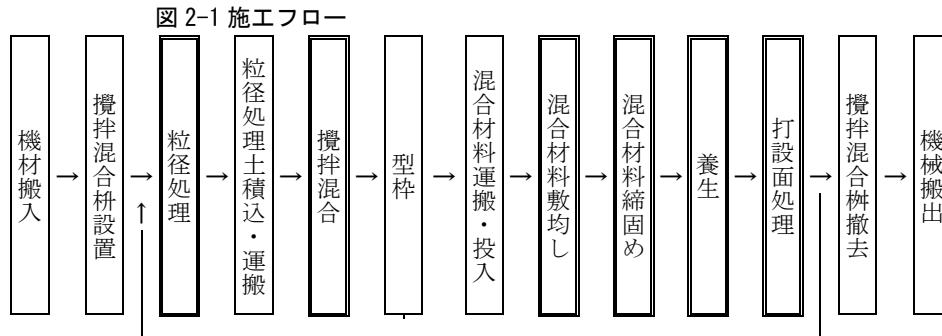 図 2-1 施工フロー
機材搬入
→
攪拌混合枡設置
→
↑
粒径処理
→
粒径処理土積込・運搬
→
攪拌混合
→
型枠
→
混合材料運搬・投入
→
混合材料敷均し
→
混合材料締固め
→
養生
→
打設面処理
→
攪拌混合桝撤去
→
機械搬出